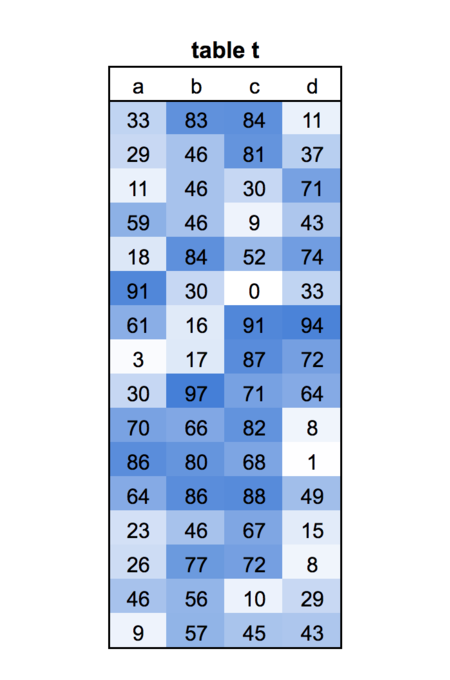 table t
a b c d
33 83 84 11
29 46 81 37
11 46 30 71
59 46 9 43
18 84 52 74
91 30 0 33
61 16 91 94
3 17 87 72
30 97 71 64
70 66 82 8
86 80 68 1
64 86 88 49
23 46 67 15
26 77 72 8
46 56 10 29
9 57 45 43